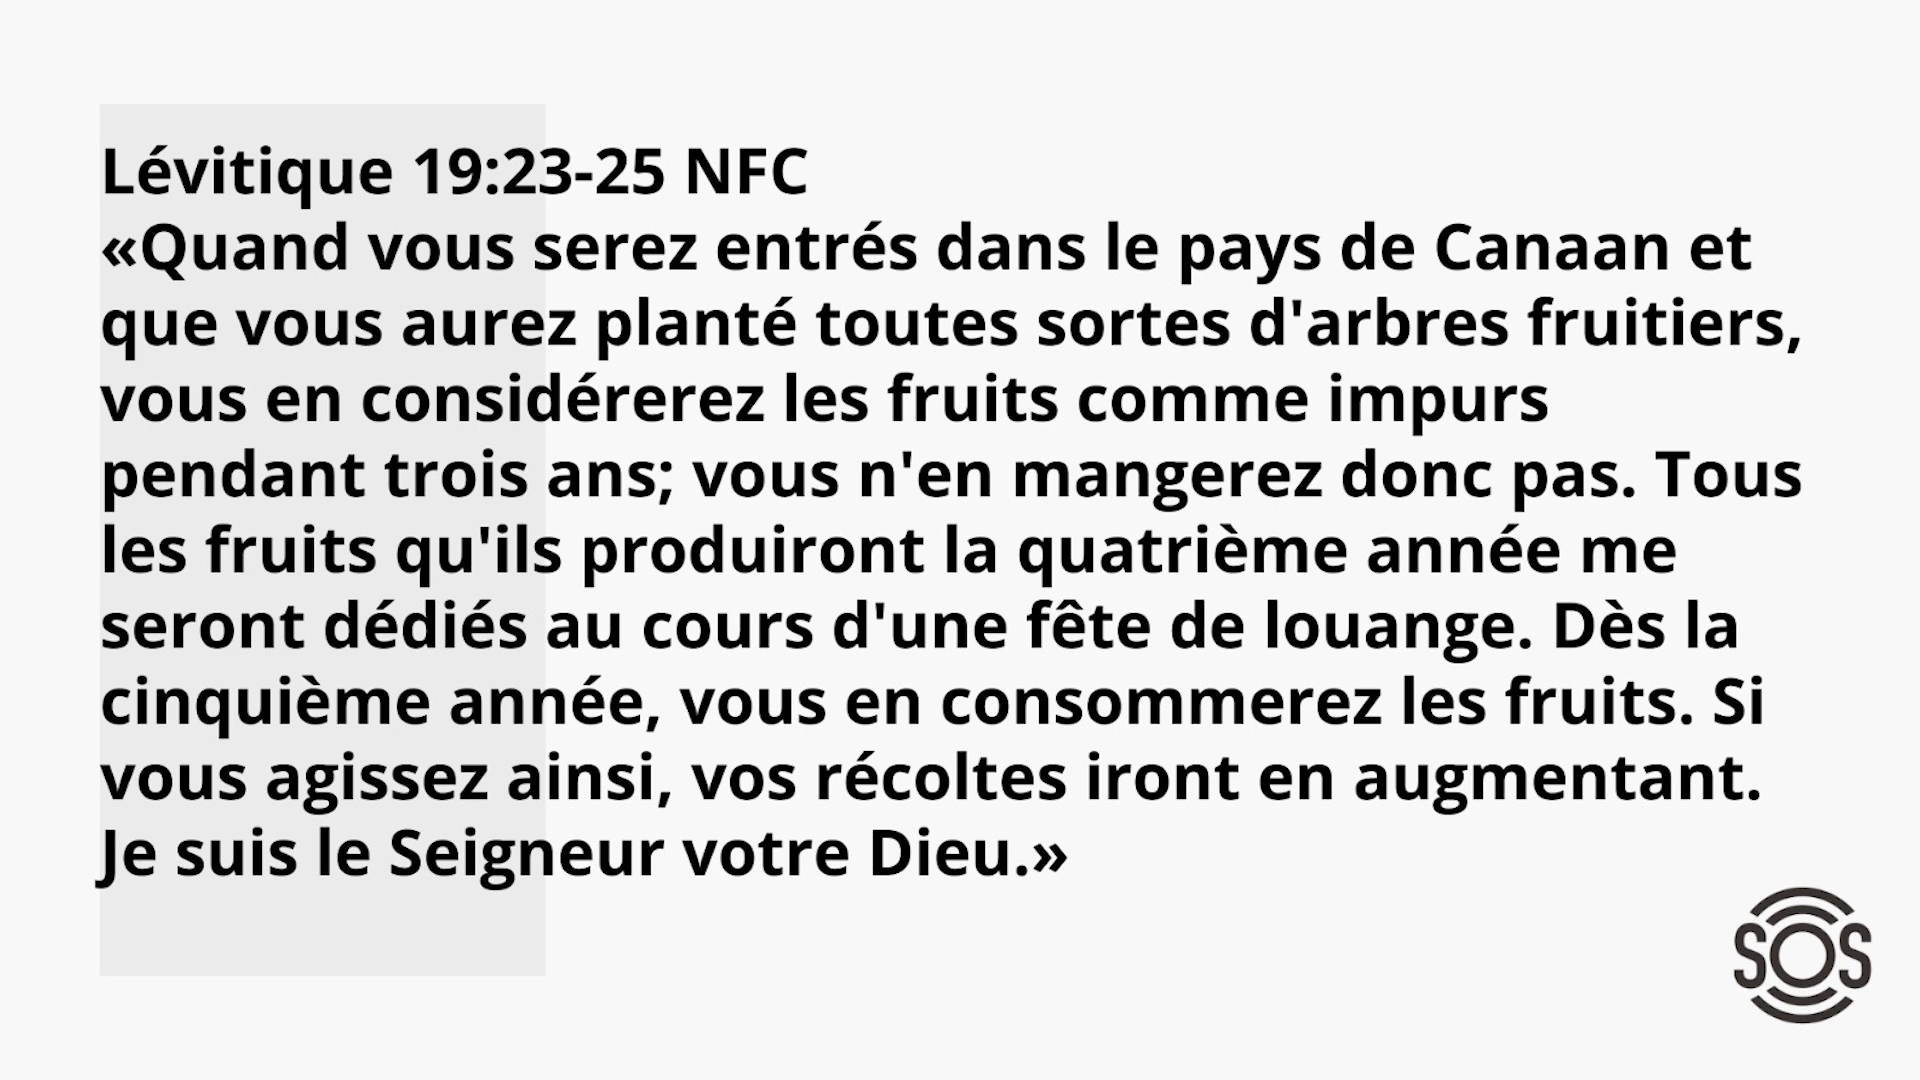 Lévitique 19:23-25 NFC
«Quand vous serez entrés dans le pays de Canaan et
que vous aurez planté toutes sortes d'arbres fruitiers,
vous en considérerez les fruits comme impurs
pendant trois ans; vous n'en mangerez donc pas. Tous
les fruits qu'ils produiront la quatrième année me
seront dédiés au cours d'une fête de louange. Dès la
cinquième année, vous en consommerez les fruits. Si
vous agissez ainsi, vos récoltes iront en augmentant.
Je suis le Seigneur votre Dieu.»
SOS